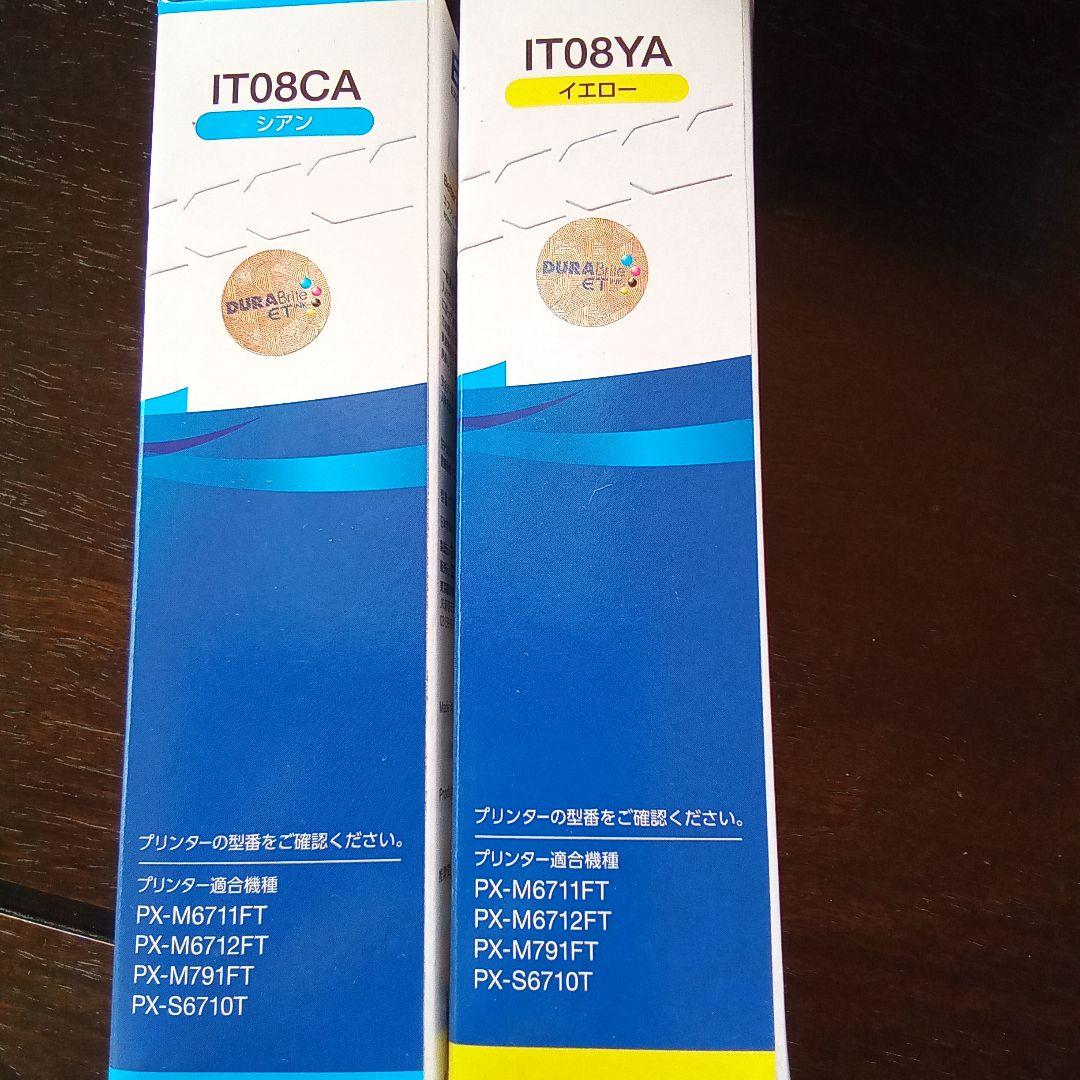 IT08CA
シアン
DURABrite
ET INK
プリンターの型番をご確認ください。
プリンター適合機種
PX-M6711FT
PX-M6712FT
PX-M791FT
PX-S6710T
IT08YA
イエロー
DURABrite
ET INK
プリンターの型番をご確認ください。
プリンター適合機種
PX-M6711FT
PX-M6712FT
PX-M791FT
PX-S6710T